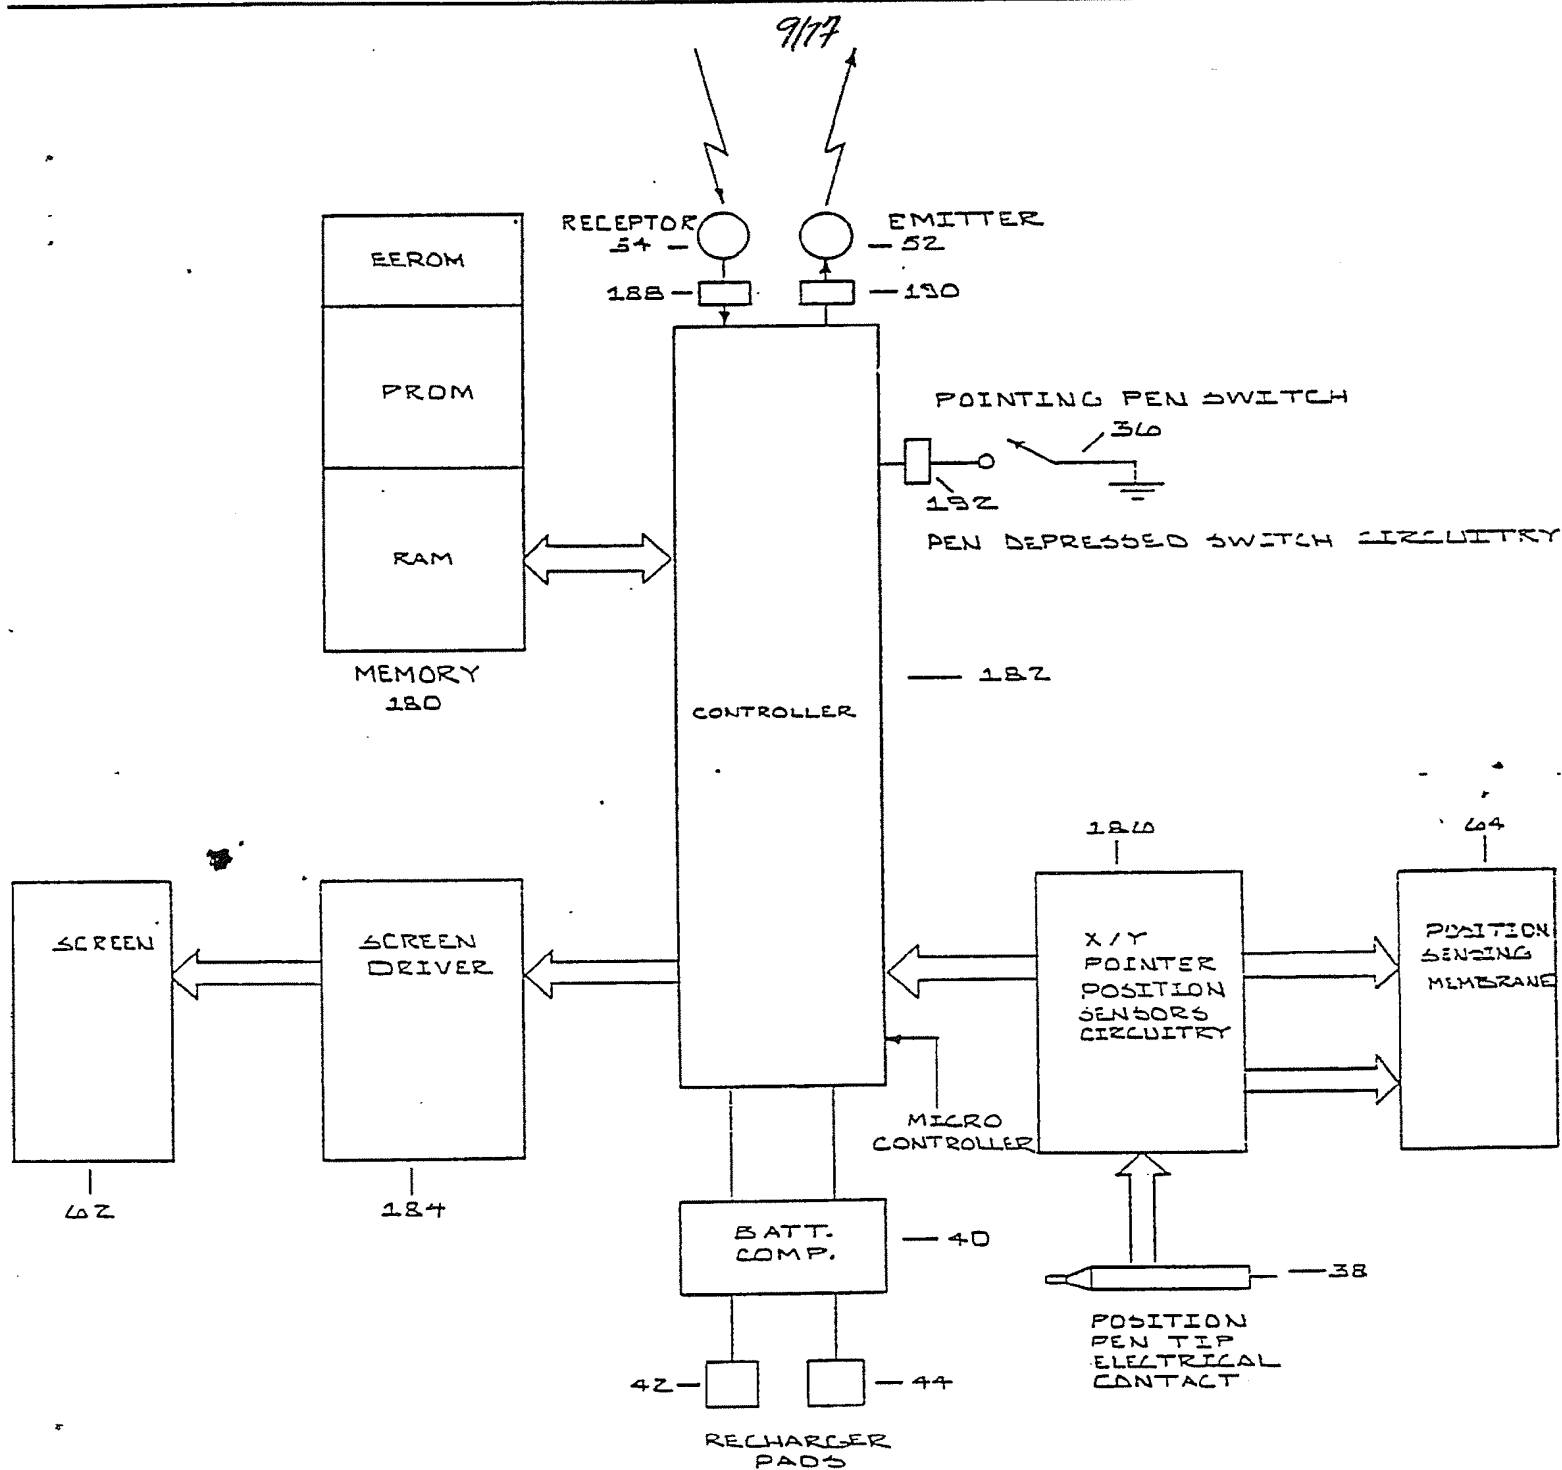 9/17
RECEPTOR
54
EMITTER
52
188
190
EEROM
PROM
RAM
MEMORY
180
POINTING PEN SWITCH
36
192
PEN DEPRESSED SWITCH CIRCUITRY
182
CONTROLLER
SCREEN
62
SCREEN
DRIVER
184
186
X/Y
POINTER
POSITION
SENSORS
CIRCUITRY
64
POSITION
SENSING
MEMBRANE
MICRO
CONTROLLER
BATT.
COMP.
40
38
POSITION
PEN TIP
ELECTRICAL
CONTACT
42
44
RECHARGER
PADS